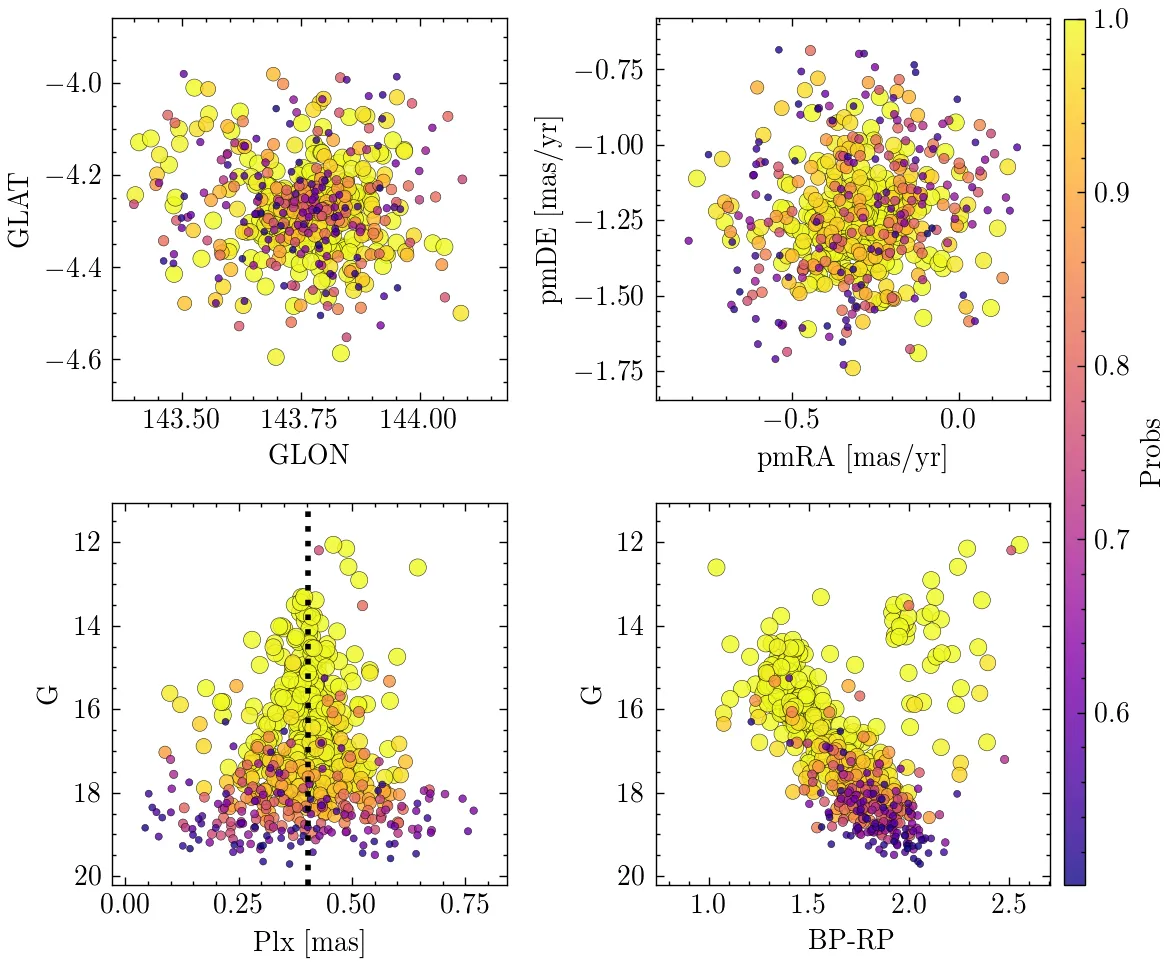 −4.0
−4.2
−4.4
−4.6
GLAT
143.50 143.75 144.00
GLON
−0.75
−1.00
−1.25
−1.50
−1.75
pmDE [mas/yr]
−0.5 0.0
pmRA [mas/yr]
12
14
16
18
20
G
0.00 0.25 0.50 0.75
Plx [mas]
12
14
16
18
20
G
1.0 1.5 2.0 2.5
BP-RP
1.0
0.9
0.8
0.7
0.6
Probs